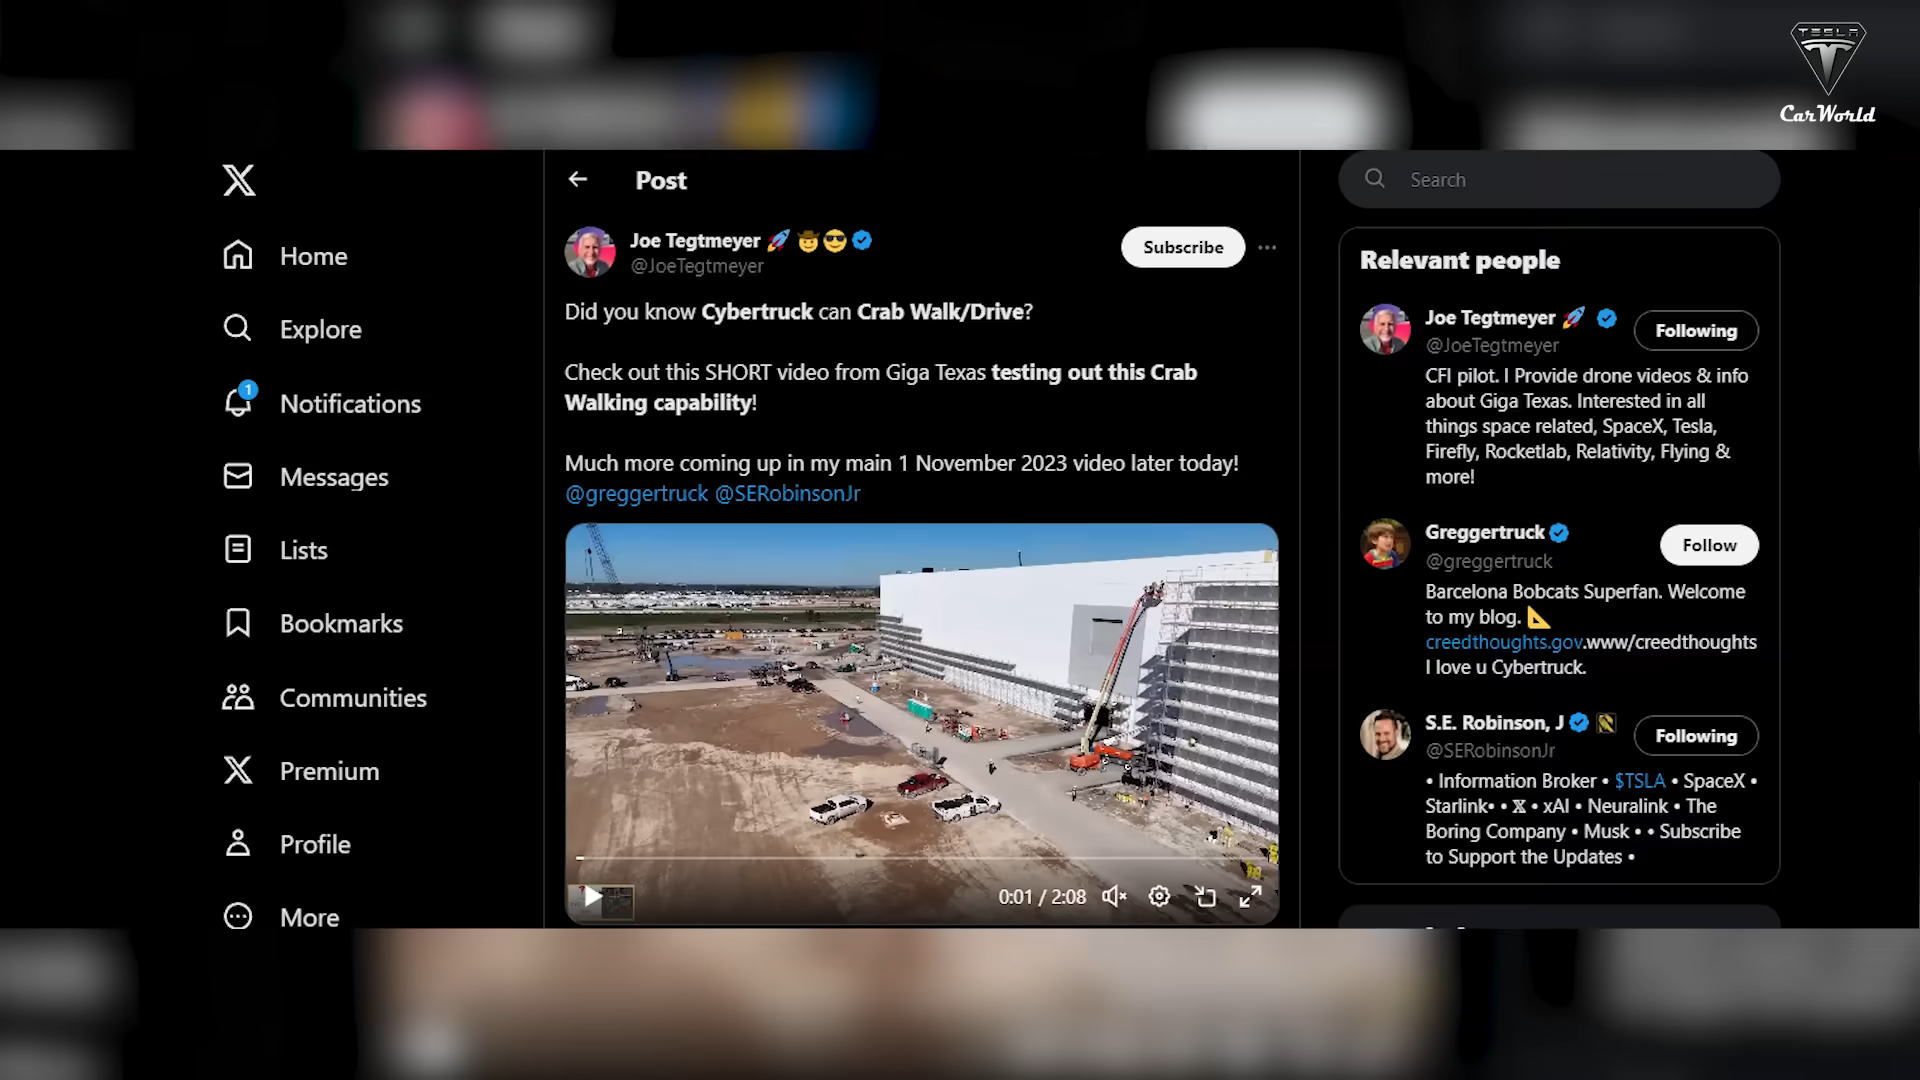 TESLA
CarWorld
Post
Search
Joe Tegtmeyer
@JoeTegtmeyer
Subscribe
Did you know Cybertruck can Crab Walk/Drive?
Check out this SHORT video from Giga Texas testing out this Crab
Walking capability!
Much more coming up in my main 1 November 2023 video later today!
@greggertruck @SERobinsonJr
0:01 / 2:08
Home
Explore
1
Notifications
Messages
Lists
Bookmarks
Communities
Premium
Profile
More
Relevant people
Joe Tegtmeyer
@JoeTegtmeyer
Following
CFI pilot. I Provide drone videos & info
about Giga Texas. Interested in all
things space related, SpaceX, Tesla,
Firefly, Rocketlab, Relativity, Flying &
more!
Greggertruck
@greggertruck
Follow
Barcelona Bobcats Superfan. Welcome
to my blog.
creedthoughts.gov.www/creedthoughts
I love u Cybertruck.
S.E. Robinson, J
@SERobinsonJr
Following
• Information Broker • $TSLA • SpaceX •
Starlink• • 𝕏 • xAI • Neuralink • The
Boring Company • Musk • • Subscribe
to Support the Updates •